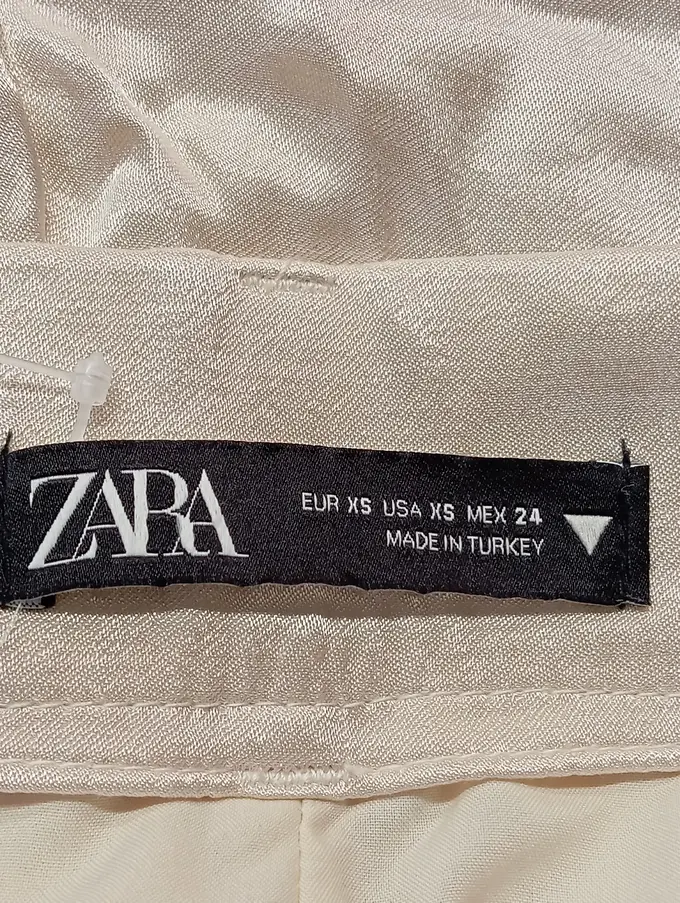 ZARA
EUR XS USA XS MEX 24
MADE IN TURKEY